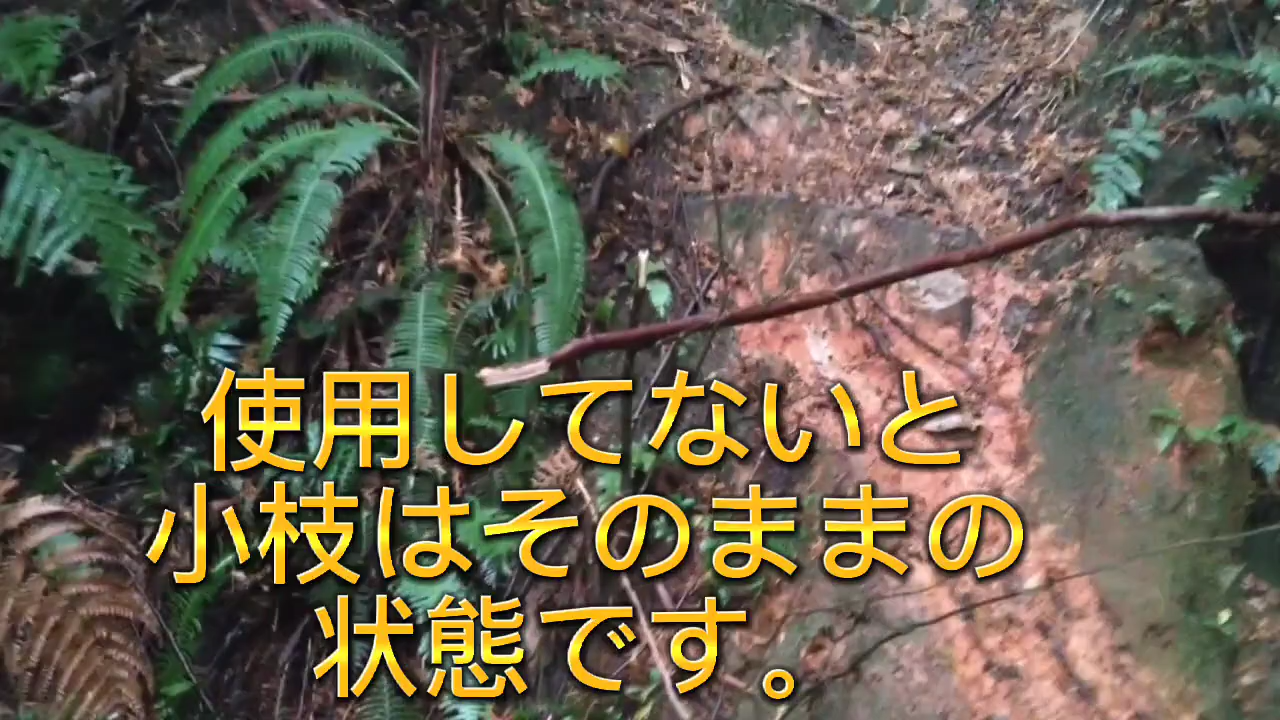 使用してないと
小枝はそのままの
状態です。